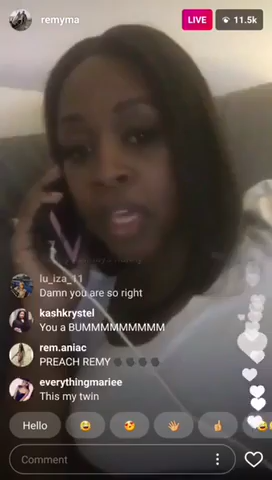 remyma
LIVE
11.5k
lu_iza_11
Damn you are so right
kashkrystel
You a BUMMMMMMMMM
rem.aniac
PREACH REMY🗣🗣🗣🗣
everythingmariee
This my twin
Hello
Comment